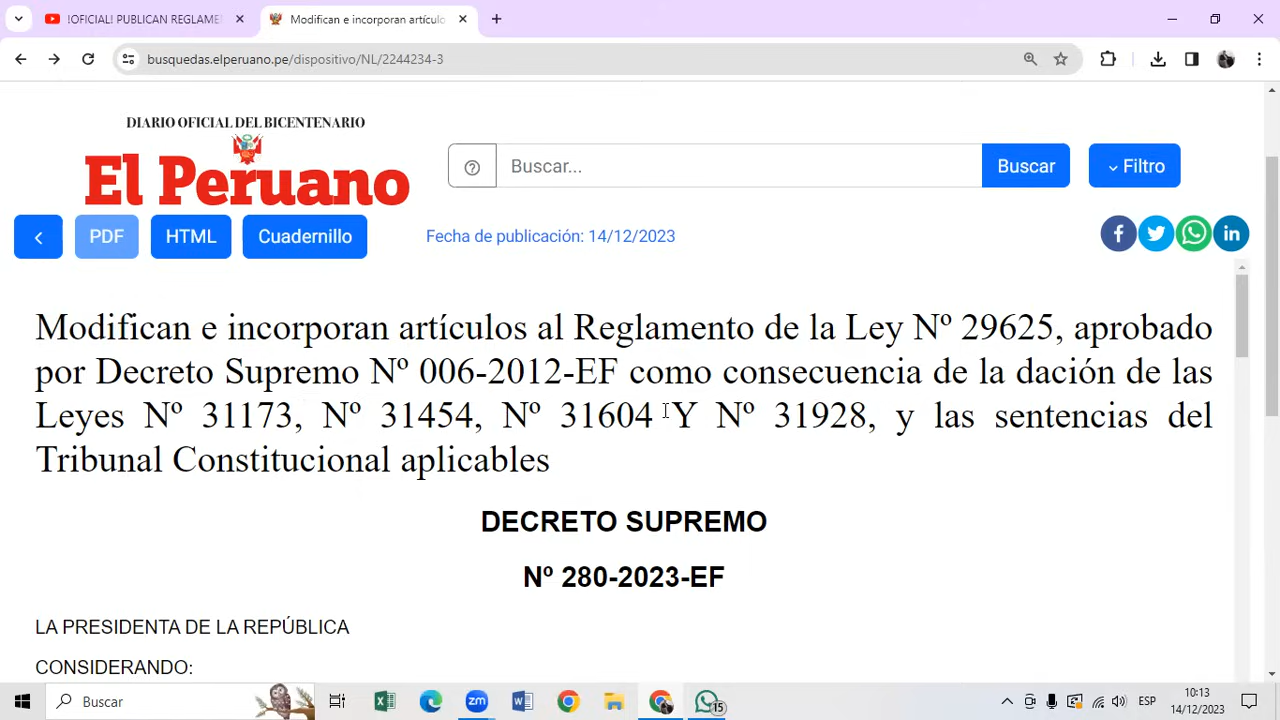 !OFICIAL! PUBLICAN REGLAME
Modifican e incorporan artículo
busquedas.elperuano.pe/dispositivo/NL/2244234-3
DIARIO OFICIAL DEL BICENTENARIO
El Peruano
Buscar...
Buscar
Filtro
PDF
HTML
Cuadernillo
Fecha de publicación: 14/12/2023
Modifican e incorporan artículos al Reglamento de la Ley Nº 29625, aprobado
por Decreto Supremo Nº 006-2012-EF como consecuencia de la dación de las
Leyes Nº 31173, Nº 31454, Nº 31604 Y Nº 31928, y las sentencias del
Tribunal Constitucional aplicables
DECRETO SUPREMO
Nº 280-2023-EF
LA PRESIDENTA DE LA REPÚBLICA
CONSIDERANDO:
Buscar
zm
15
ESP
10:13
14/12/2023